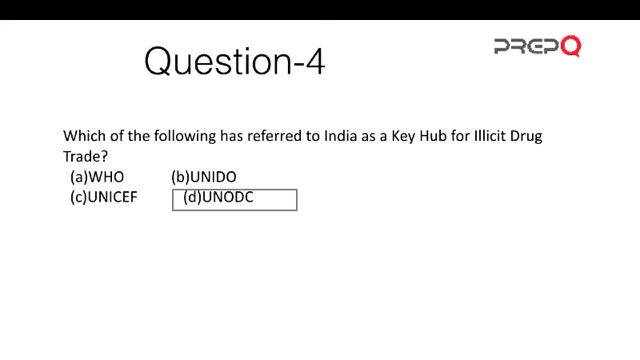 PREPQ
Question-4
Which of the following has referred to India as a Key Hub for Illicit Drug
Trade?
(a)WHO (b)UNIDO
(c)UNICEF (d)UNODC